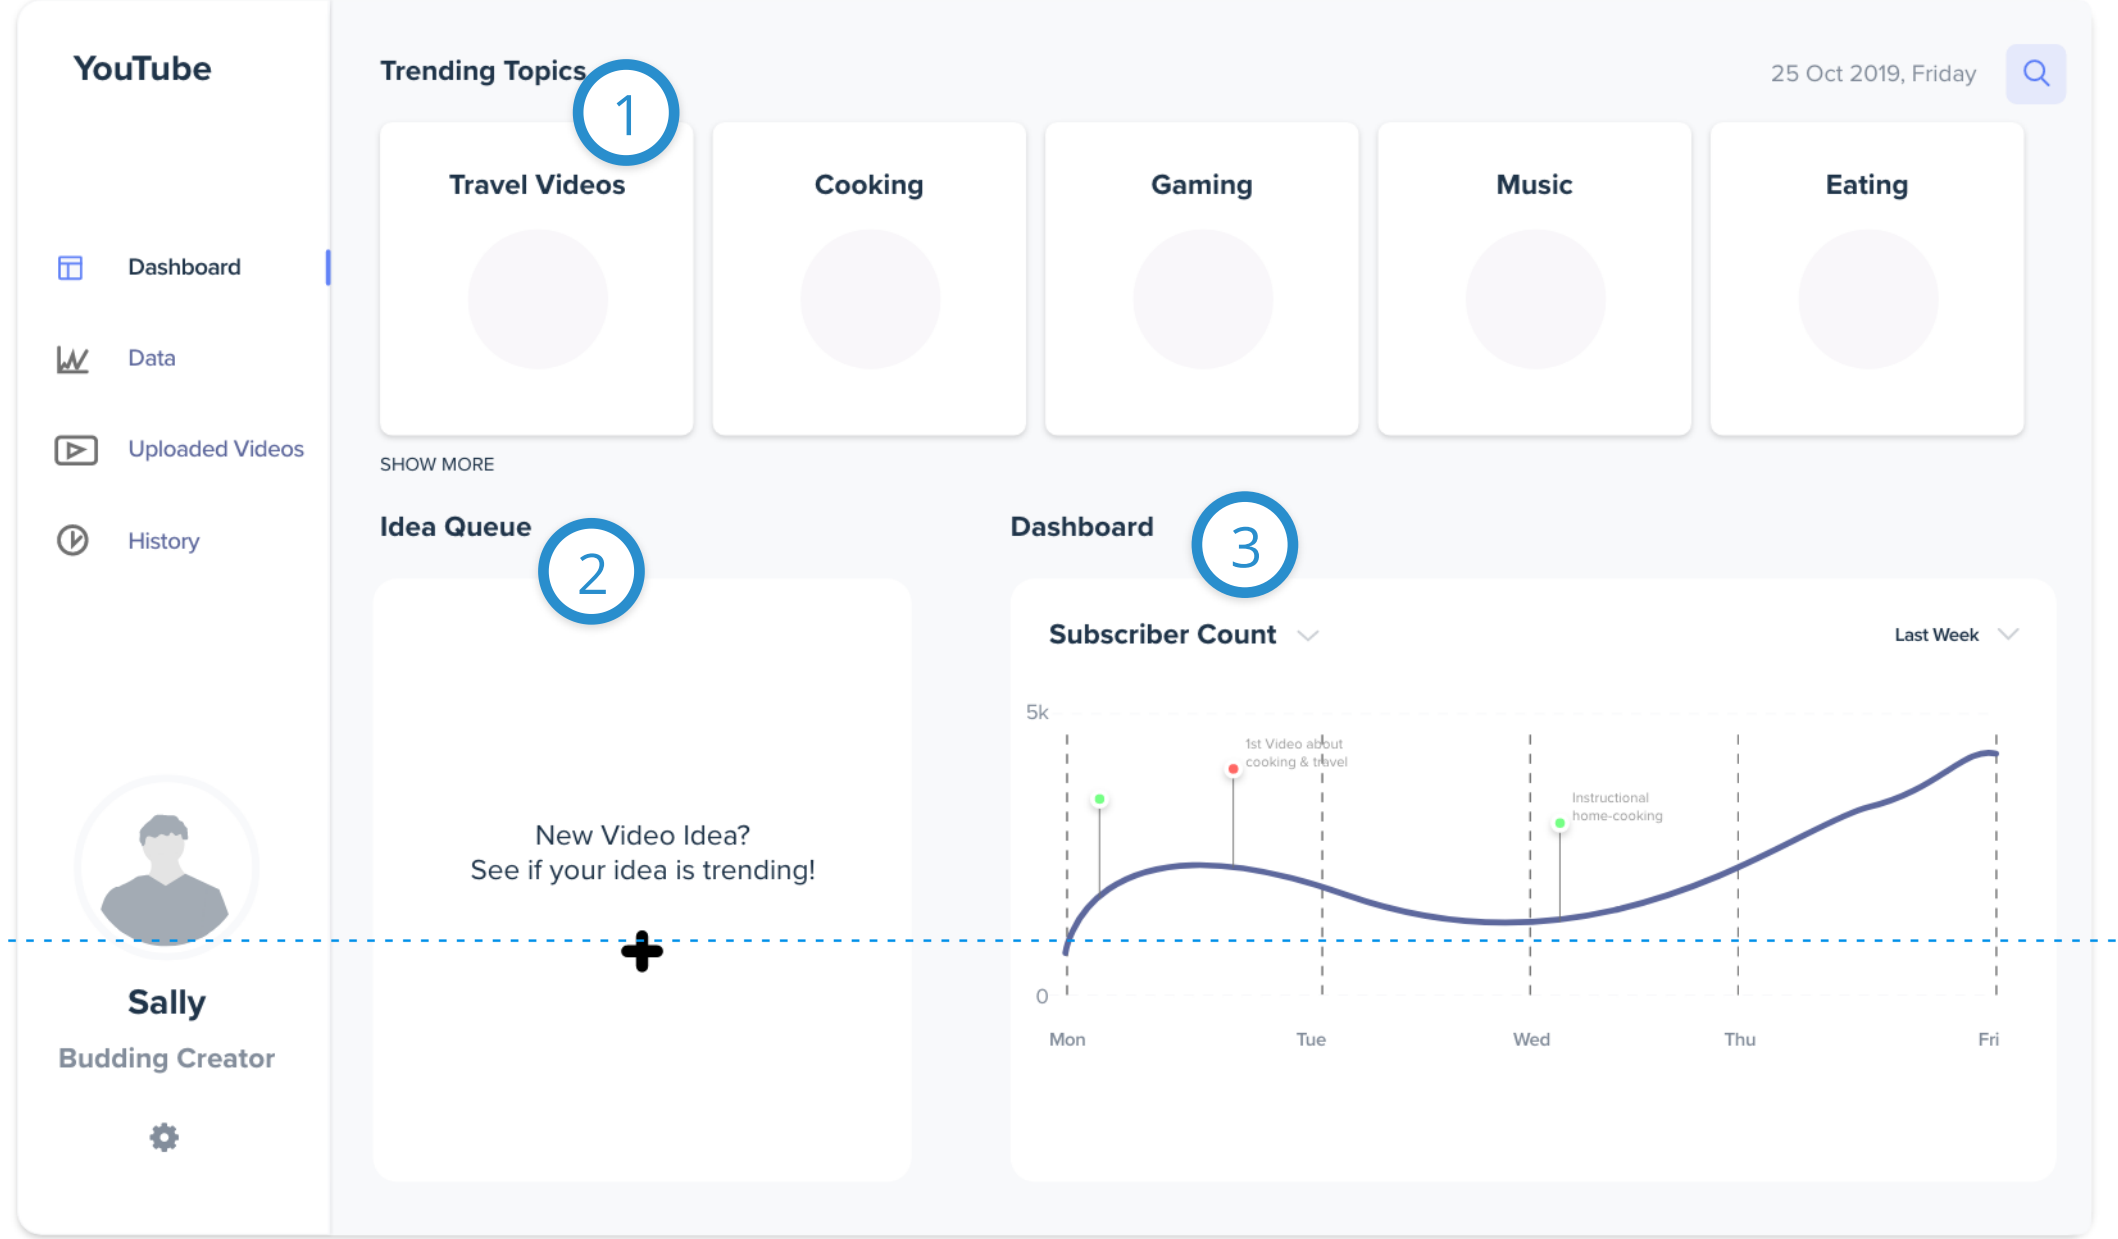 YouTube
Dashboard
Data
Uploaded Videos
History
Sally
Budding Creator
Trending Topics
1
25 Oct 2019, Friday
Travel Videos
Cooking
Gaming
Music
Eating
SHOW MORE
Idea Queue
2
New Video Idea?
See if your idea is trending!
Dashboard
3
Subscriber Count
Last Week
5k
1st Video about
cooking & travel
Instructional
home-cooking
0
Mon
Tue
Wed
Thu
Fri